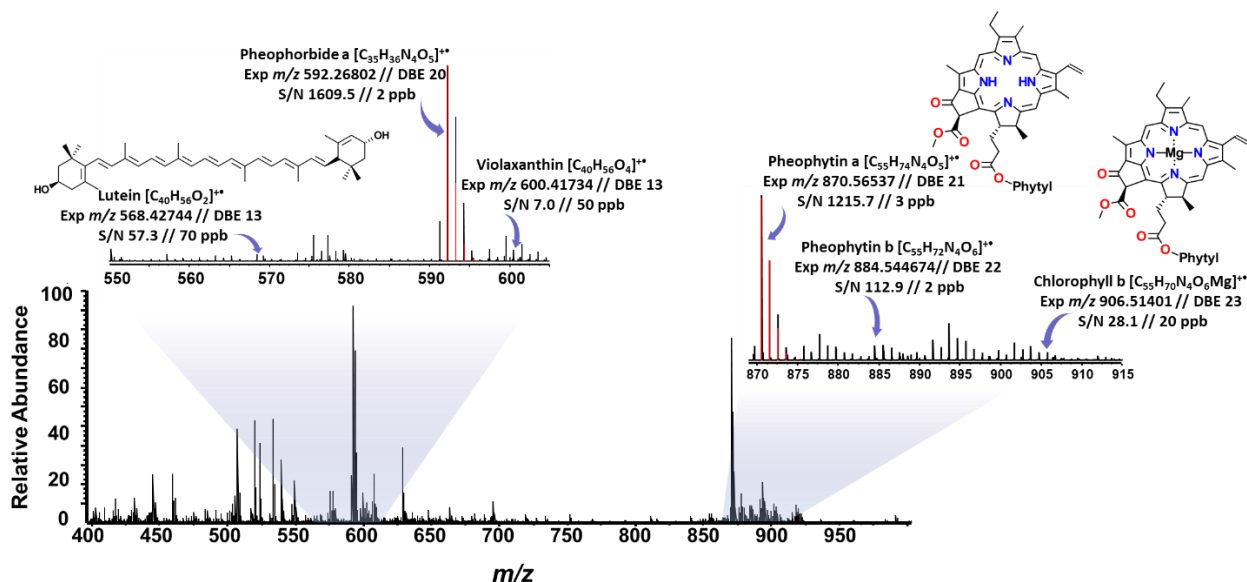 Pheophorbide a [C35H36N4O5]+•
Exp m/z 592.26802 // DBE 20
S/N 1609.5 // 2 ppb
OH
HO
Lutein [C40H56O2]+•
Exp m/z 568.42744 // DBE 13
S/N 57.3 // 70 ppb
Violaxanthin [C40H56O4]+•
Exp m/z 600.41734 // DBE 13
S/N 7.0 // 50 ppb
550 560 570 580 590 600
N
NH HN
N
O
O
O
O
O-Phytyl
Pheophytin a [C55H74N4O5]+•
Exp m/z 870.56537 // DBE 21
S/N 1215.7 // 3 ppb
N
N Mg N
N
O
O
O
O
O-Phytyl
Pheophytin b [C55H72N4O6]+•
Exp m/z 884.544674// DBE 22
S/N 112.9 // 2 ppb
Chlorophyll b [C55H70N4O6Mg]+•
Exp m/z 906.51401 // DBE 23
S/N 28.1 // 20 ppb
870 875 880 885 890 895 900 905 910 915
Relative Abundance
100
80
60
40
20
0
400 450 500 550 600 650 700 750 800 850 900 950
m/z